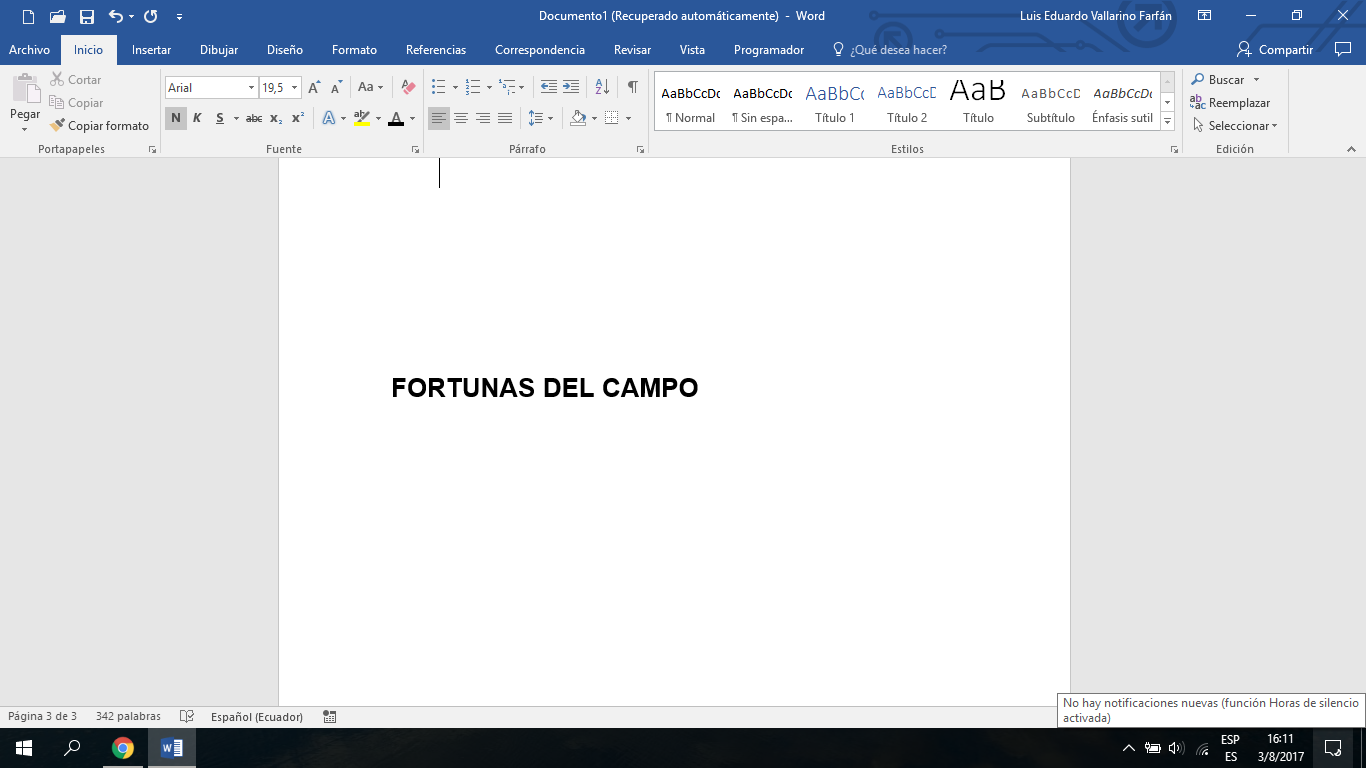 Documento1 (Recuperado automáticamente) - Word
Luis Eduardo Vallarino Farfán
Archivo Inicio Insertar Dibujar Diseño Formato Referencias Correspondencia Revisar Vista Programador ¿Qué desea hacer? Compartir
Pegar
Cortar
Copiar
Copiar formato
Portapapeles
Arial 19,5 Aa
N K S abc x₂ x² A ab A
Fuente
Párrafo
AaBbCcDc AaBbCcDc AaBbCc AaBbCcD AaB AaBbCcD AaBbCcDc
¶ Normal ¶ Sin espa... Título 1 Título 2 Título Subtítulo Énfasis sutil
Estilos
Buscar
Reemplazar
Seleccionar
Edición
FORTUNAS DEL CAMPO
No hay notificaciones nuevas (función Horas de silencio
activada)
Página 3 de 3 342 palabras Español (Ecuador)
ESP
ES
16:11
3/8/2017